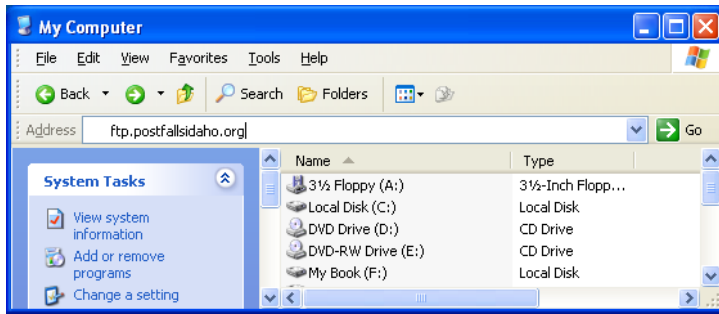 My Computer
File Edit View Favorites Tools Help
Back Search Folders
Address ftp.postfallsidaho.org Go
System Tasks
View system
information
Add or remove
programs
Change a setting
Name Type
3½ Floppy (A:) 3½-Inch Flopp...
Local Disk (C:) Local Disk
DVD Drive (D:) CD Drive
DVD-RW Drive (E:) CD Drive
My Book (F:) Local Disk